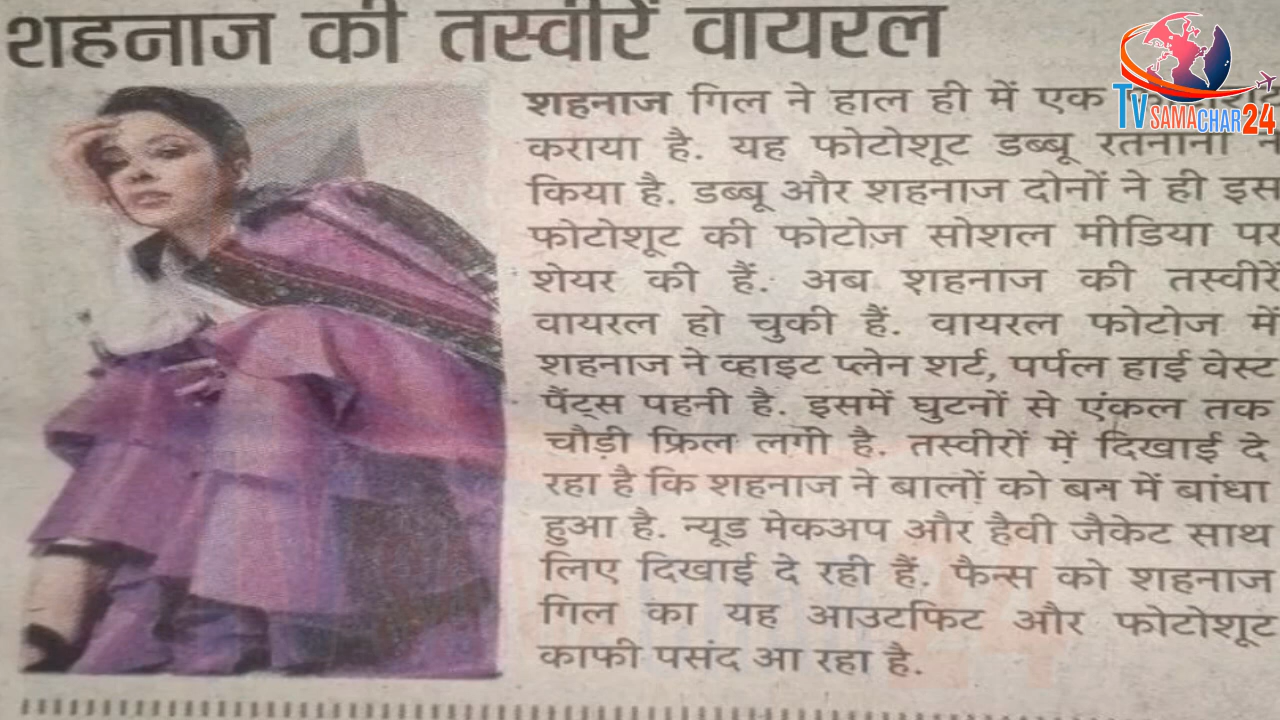 शहनाज की तस्वीरें वायरल
TV SAMACHAR 24
शहनाज गिल ने हाल ही में एक
कराया है. यह फोटोशूट डब्बू रतनानी ने
किया है. डब्बू और शहनाज दोनों ने ही इस
फोटोशूट की फोटोज़ सोशल मीडिया पर
शेयर की हैं. अब शहनाज की तस्वीरें
वायरल हो चुकी हैं. वायरल फोटोज में
शहनाज ने व्हाइट प्लेन शर्ट, पर्पल हाई वेस्ट
पैंट्स पहनी है. इसमें घुटनों से एंकल तक
चौड़ी फ्रिल लगी है. तस्वीरों में दिखाई दे
रहा है कि शहनाज ने बालों को बन में बांधा
हुआ है. न्यूड मेकअप और हैवी जैकेट साथ
लिए दिखाई दे रही हैं. फैन्स को शहनाज
गिल का यह आउटफिट और फोटोशूट
काफी पसंद आ रहा है.